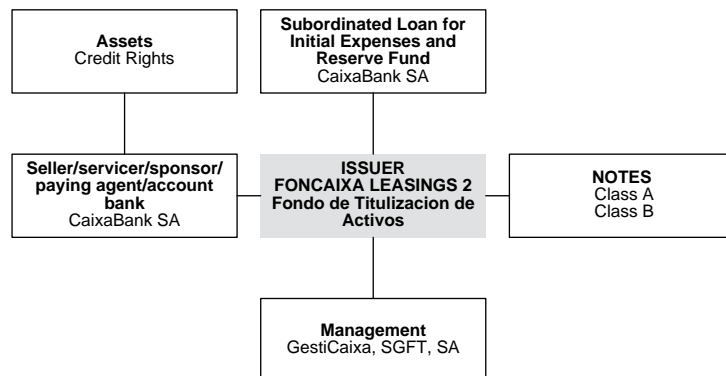 Assets
Credit Rights
Subordinated Loan for
Initial Expenses and
Reserve Fund
CaixaBank SA
Seller/servicer/sponsor/
paying agent/account
bank
CaixaBank SA
ISSUER
FONCAIXA LEASINGS 2
Fondo de Titulizacion de
Activos
NOTES
Class A
Class B
Management
GestiCaixa, SGFT, SA